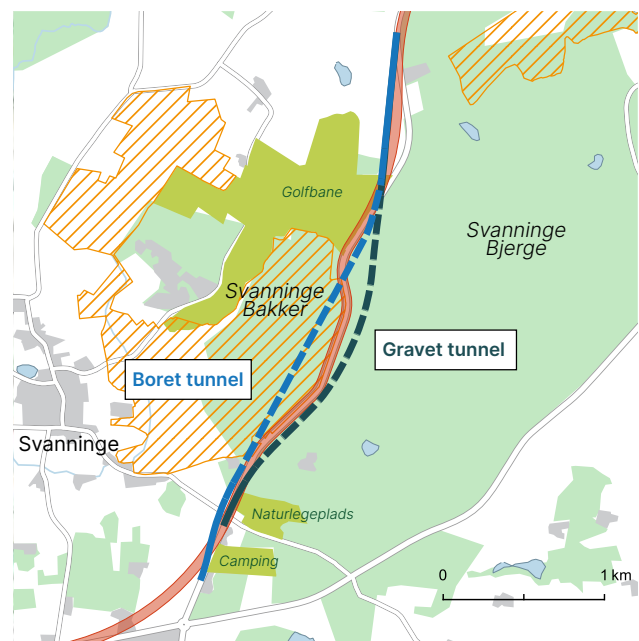 Golfbane
Svanninge
Bjerge
Svanninge
Bakker
Gravet tunnel
Boret tunnel
Svanninge
Naturlegeplads
Camping
0
1 km